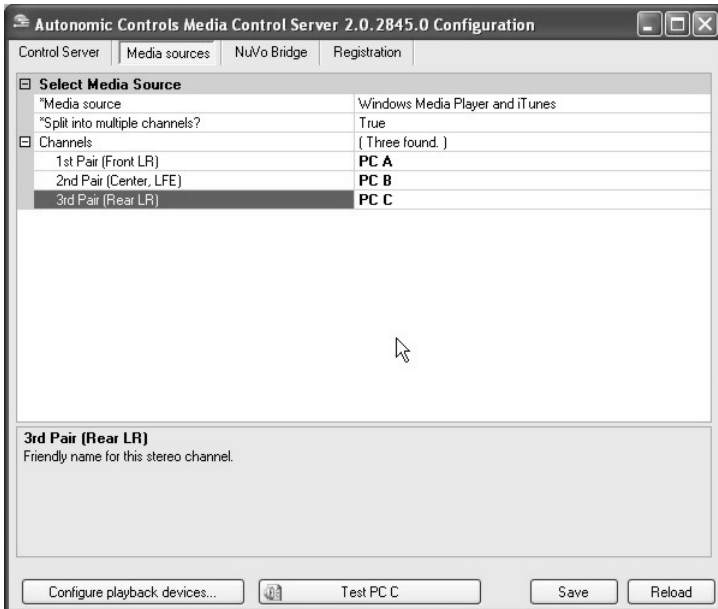 Autonomic Controls Media Control Server 2.0.2845.0 Configuration
Control Server Media sources NuVo Bridge Registration
Select Media Source
*Media source Windows Media Player and iTunes
*Split into multiple channels? True
Channels ( Three found. )
1st Pair (Front LR) PC A
2nd Pair (Center, LFE) PC B
3rd Pair (Rear LR) PC C
3rd Pair (Rear LR)
Friendly name for this stereo channel.
Configure playback devices... Test PC C Save Reload